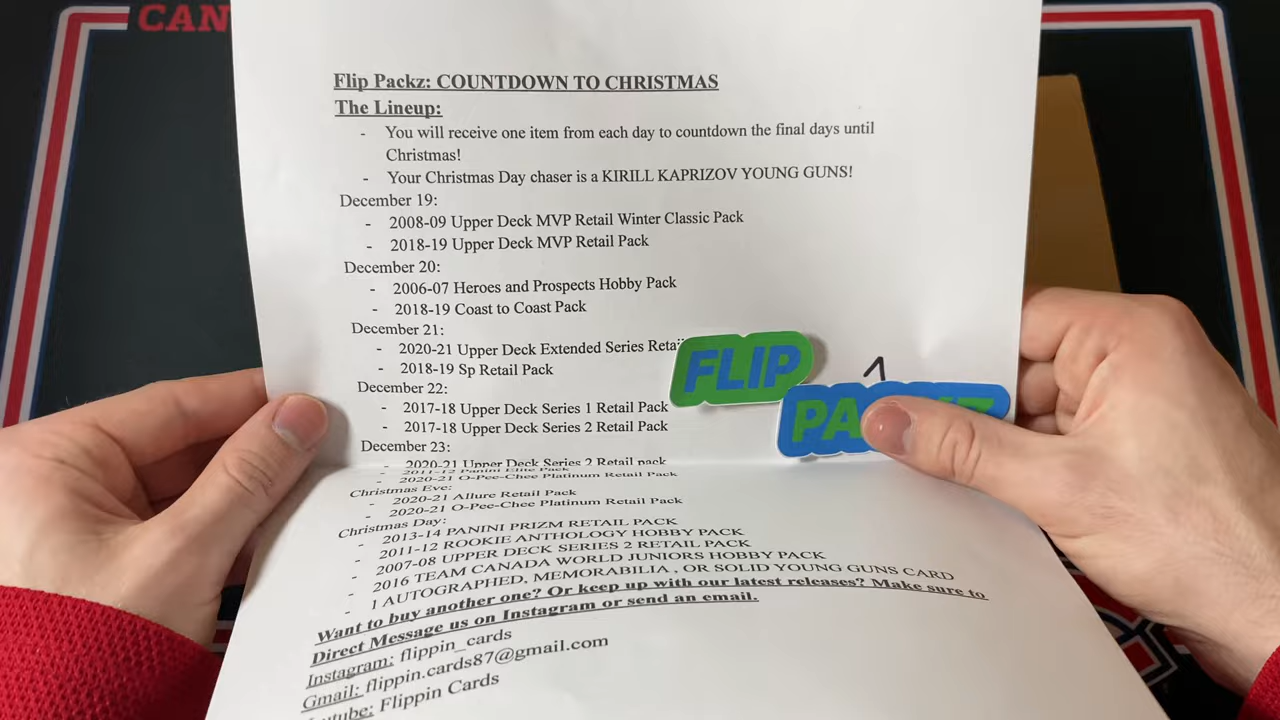 CAN
Flip Packz: COUNTDOWN TO CHRISTMAS
The Lineup:
- You will receive one item from each day to countdown the final days until
Christmas!
- Your Christmas Day chaser is a KIRILL KAPRIZOV YOUNG GUNS!
December 19:
- 2008-09 Upper Deck MVP Retail Winter Classic Pack
- 2018-19 Upper Deck MVP Retail Pack
December 20:
- 2006-07 Heroes and Prospects Hobby Pack
- 2018-19 Coast to Coast Pack
December 21:
- 2020-21 Upper Deck Extended Series Retai
- 2018-19 Sp Retail Pack
December 22:
- 2017-18 Upper Deck Series 1 Retail Pack
- 2017-18 Upper Deck Series 2 Retail Pack
December 23:
- 2020-21 Upper Deck Series 2 Retail pack
- 2011-12 Panini Elite Pack
- 2020-21 O-Pee-Chee Platinum Retail Pack
Christmas Eve:
- 2020-21 Allure Retail Pack
- 2020-21 O-Pee-Chee Platinum Retail Pack
Christmas Day:
- 2013-14 PANINI PRIZM RETAIL PACK
- 2011-12 ROOKIE ANTHOLOGY HOBBY PACK
- 2007-08 UPPER DECK SERIES 2 RETAIL PACK
- 2016 TEAM CANADA WORLD JUNIORS HOBBY PACK
- 1 AUTOGRAPHED, MEMORABILIA , OR SOLID YOUNG GUNS CARD
Want to buy another one? Or keep up with our latest releases? Make sure to
Direct Message us on Instagram or send an email.
Instagram: flippin_cards
Gmail: flippin.cards87@gmail.com
utube: Flippin Cards
FLIP
1